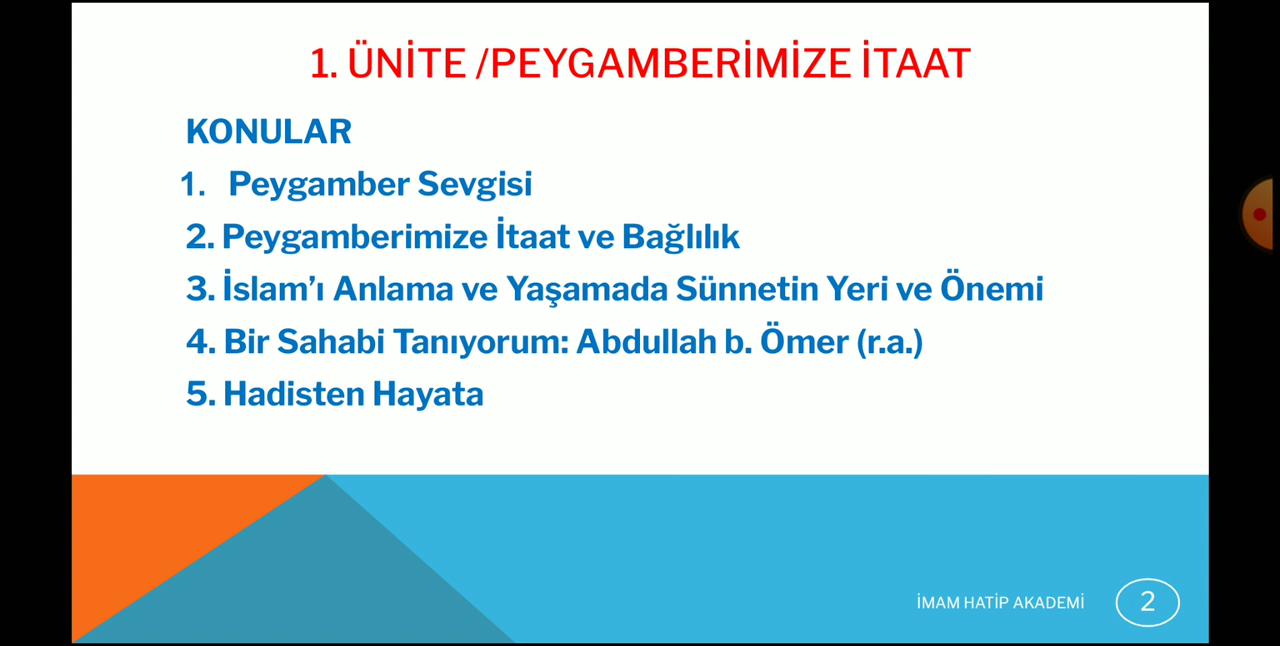 1. ÜNİTE /PEYGAMBERİMİZE İTAAT
KONULAR
1. Peygamber Sevgisi
2. Peygamberimize İtaat ve Bağlılık
3. İslam’ı Anlama ve Yaşamada Sünnetin Yeri ve Önemi
4. Bir Sahabi Tanıyorum: Abdullah b. Ömer (r.a.)
5. Hadisten Hayata
İMAM HATİP AKADEMİ 2